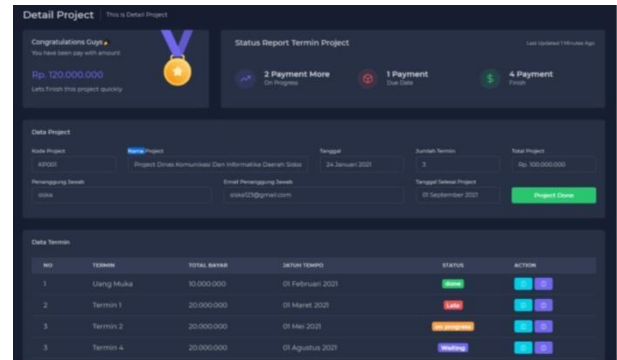 Detail Project This is Detail Project
Congratulations Guys
You have been pay with amount
Rp. 120.000.000
Lets finish this project quickly
Status Report Termin Project
Last Updated 1 Minutes Ago
2 Payment More
On Progress
1 Payment
Due Date
4 Payment
Finish
Data Project
Kode Project Nama Project Tanggal Jumlah Termin Total Project
KP001 Project Dinas Komunikasi Dan Informatika Daerah 24 Januari 2021 3 Rp. 100.000.000
Penanggung Jawab Email Penanggung Jawab Tanggal Selesai Project
siska siska123@gmail.com 01 September 2021 Project Done
Data Termin
NO TERMIN TOTAL BAYAR JATUH TEMPO STATUS ACTION
1 Uang Muka 10.000.000 01 Februari 2021 done
2 Termin 1 20.000.000 01 Maret 2021 Late
3 Termin 2 20.000.000 01 Mei 2021 on progress
3 Termin 4 20.000.000 01 Agustus 2021 Waiting